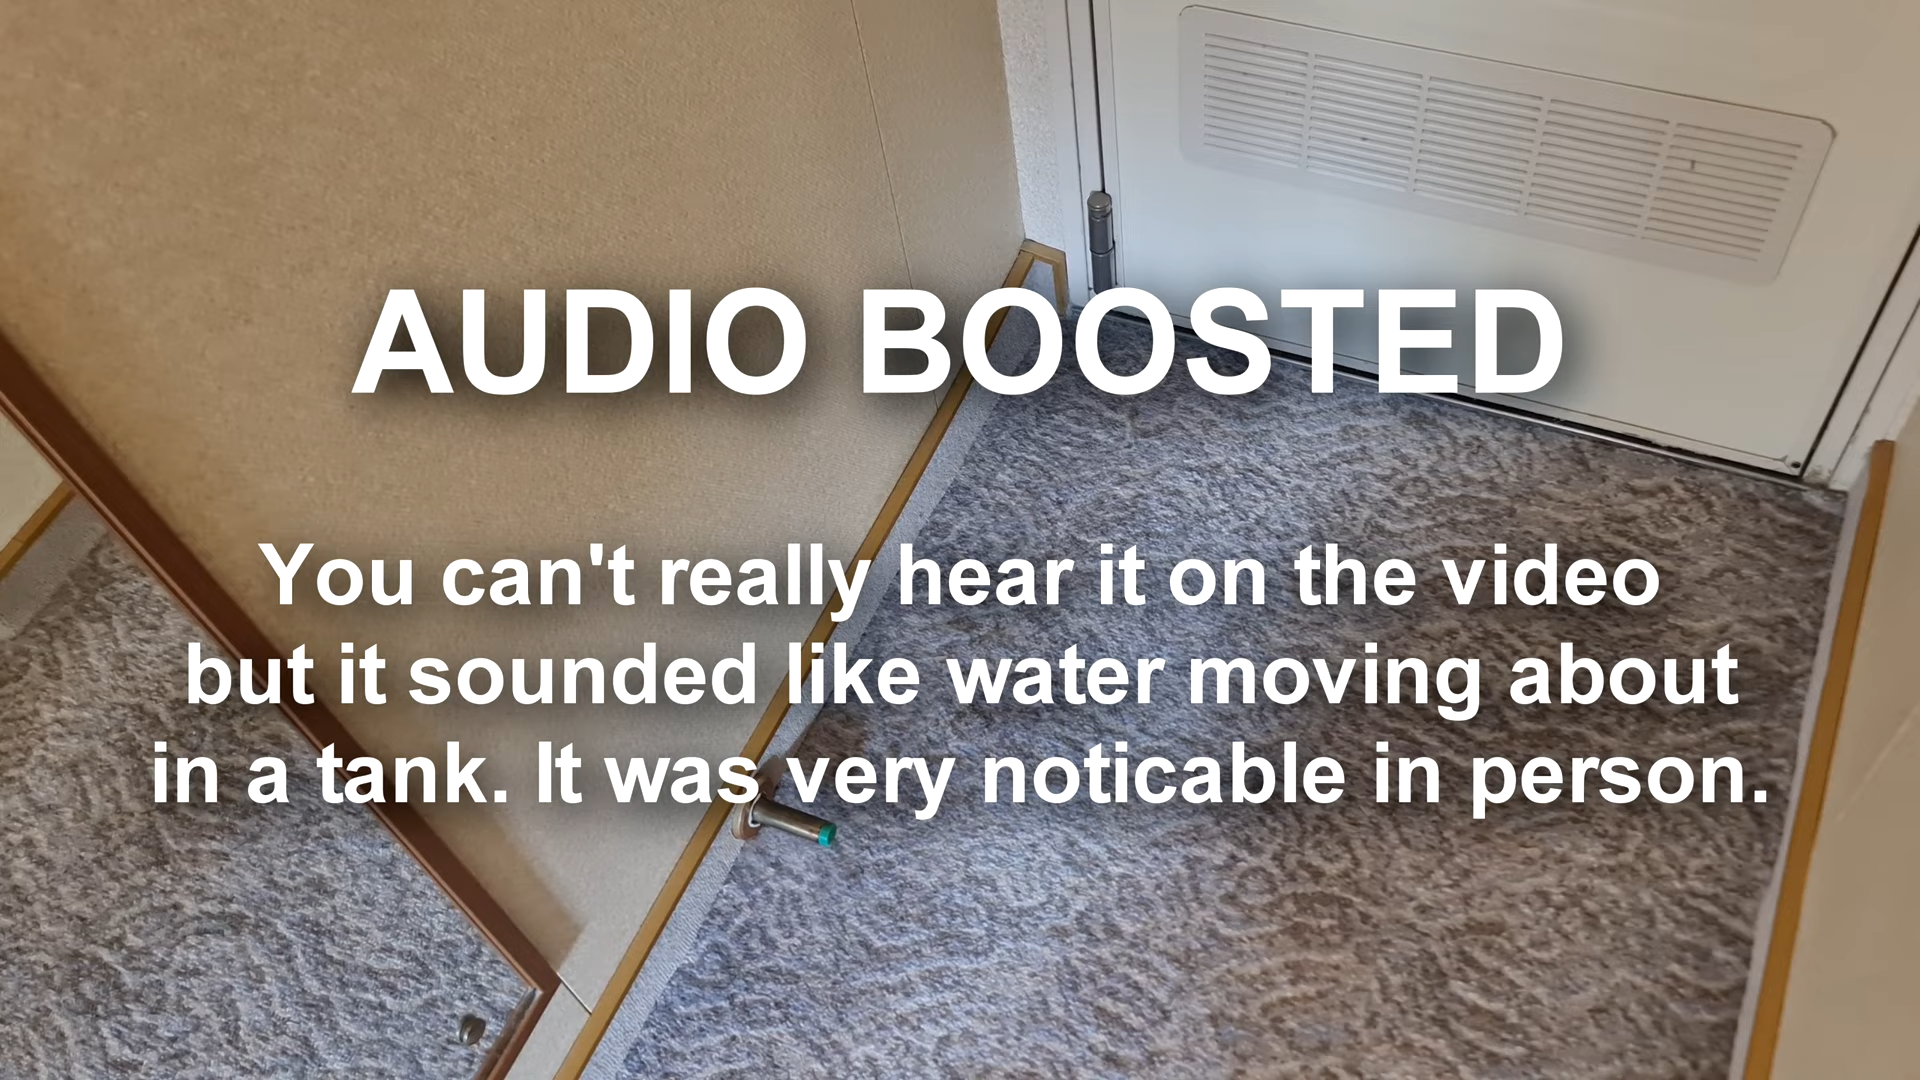 AUDIO BOOSTED
You can't really hear it on the video
but it sounded like water moving about
in a tank. It was very noticable in person.